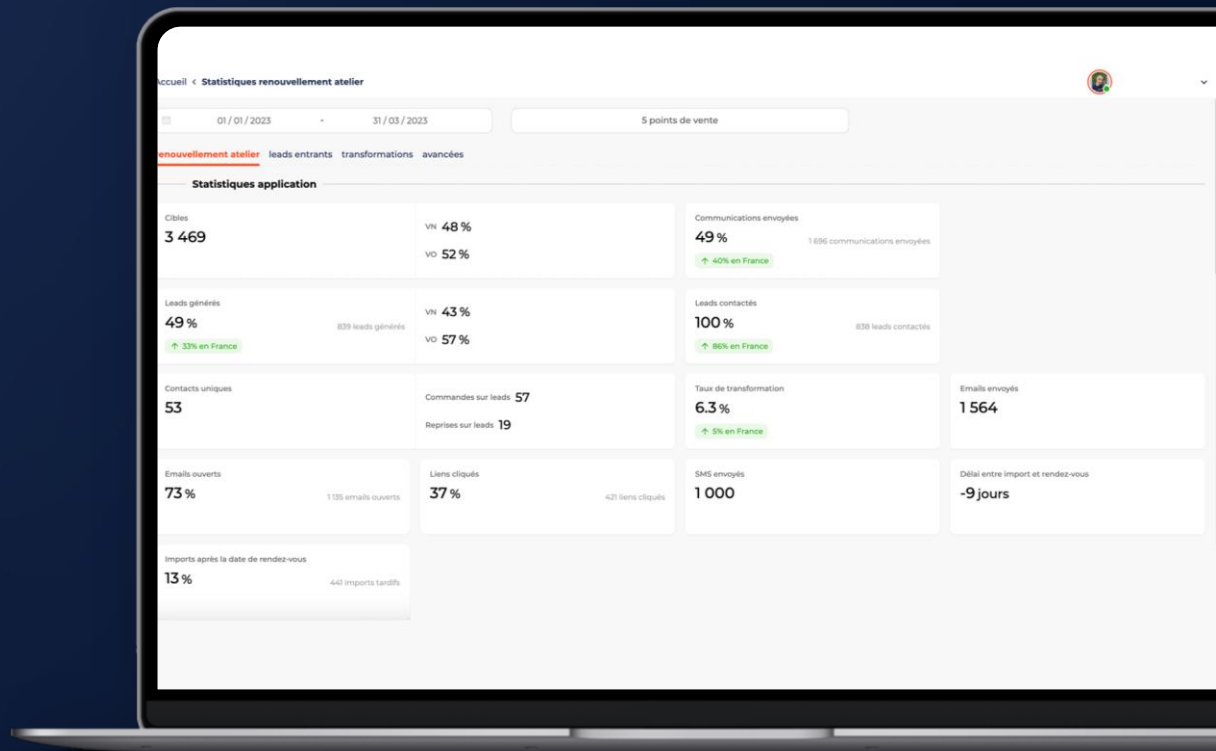 Accueil < Statistiques renouvellement atelier
01 / 01 / 2023 - 31 / 03 / 2023 5 points de vente
renouvellement atelier leads entrants transformations avancées
Statistiques application
Cibles
3 469
VN 48 %
VO 52 %
Communications envoyées
49 % 1 696 communications envoyées
↑ 40% en France
Leads générés
49 % 839 leads générés
↑ 33% en France
VN 43 %
VO 57 %
Leads contactés
100 % 838 leads contactés
↑ 86% en France
Contacts uniques
53
Commandes sur leads 57
Reprises sur leads 19
Taux de transformation
6.3 %
↑ 5% en France
Emails envoyés
1 564
Emails ouverts
73 % 1 135 emails ouverts
Liens cliqués
37 % 421 liens cliqués
SMS envoyés
1 000
Délai entre import et rendez-vous
-9 jours
Imports après la date de rendez-vous
13 % 441 imports tardifs